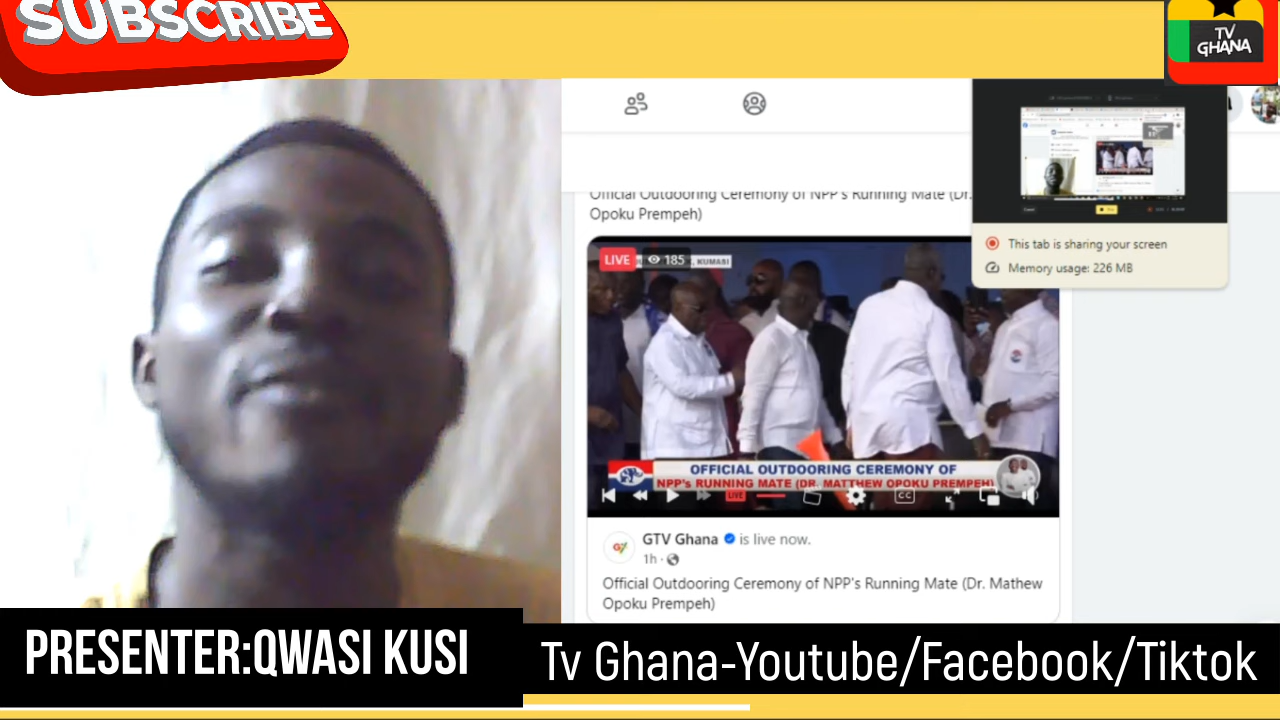 SUBSCRIBE
TV
GHANA
Official Outdooring Ceremony of NPP's Running Mate (Dr.
Opoku Prempeh)
This tab is sharing your screen
Memory usage: 226 MB
LIVE 185 , KUMASI
OFFICIAL OUTDOORING CEREMONY OF
NPP's RUNNING MATE (DR. MATTHEW OPOKU PREMPEH)
LIVE CC
GTV Ghana is live now.
1h
Official Outdooring Ceremony of NPP's Running Mate (Dr. Mathew
Opoku Prempeh)
PRESENTER:QWASI KUSI
Tv Ghana-Youtube/Facebook/Tiktok